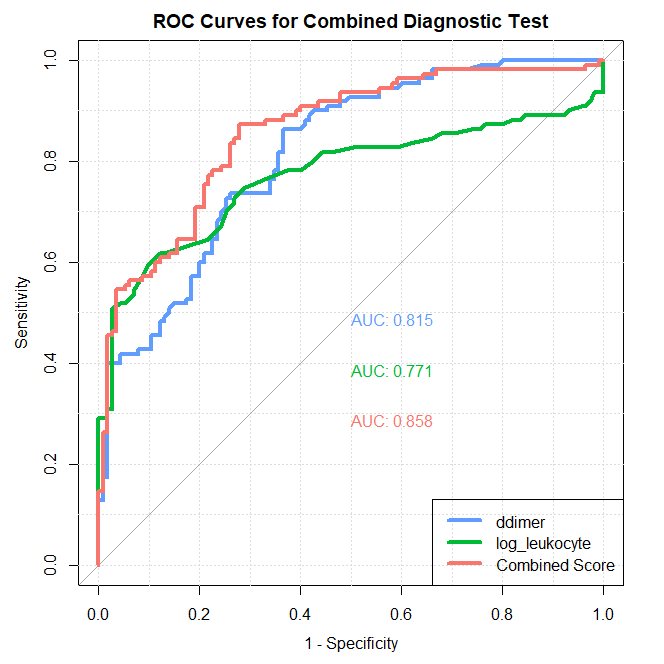 ROC Curves for Combined Diagnostic Test
Sensitivity
1.0
0.8
0.6
0.4
0.2
0.0
AUC: 0.815
AUC: 0.771
AUC: 0.858
ddimer
log_leukocyte
Combined Score
0.0 0.2 0.4 0.6 0.8 1.0
1 - Specificity